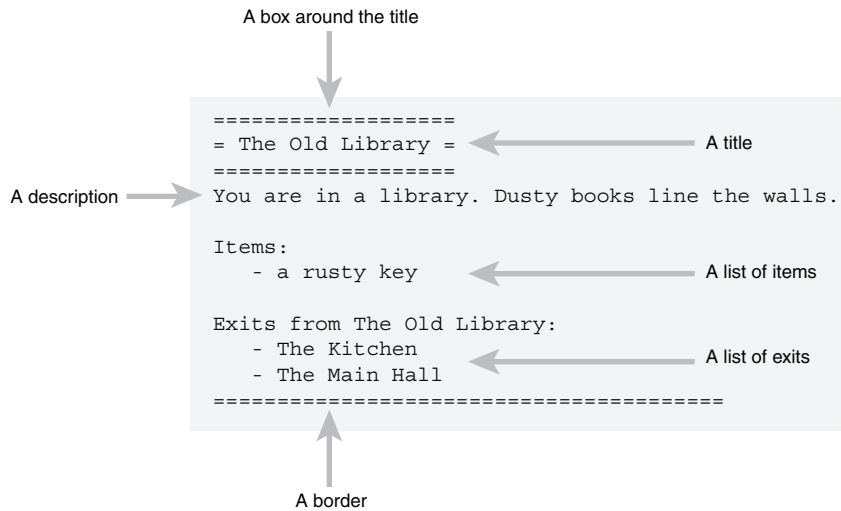 A box around the title
===================
= The Old Library =
A title
===================
A description
You are in a library. Dusty books line the walls.
Items:
- a rusty key
A list of items
Exits from The Old Library:
- The Kitchen
- The Main Hall
A list of exits
========================================
A border